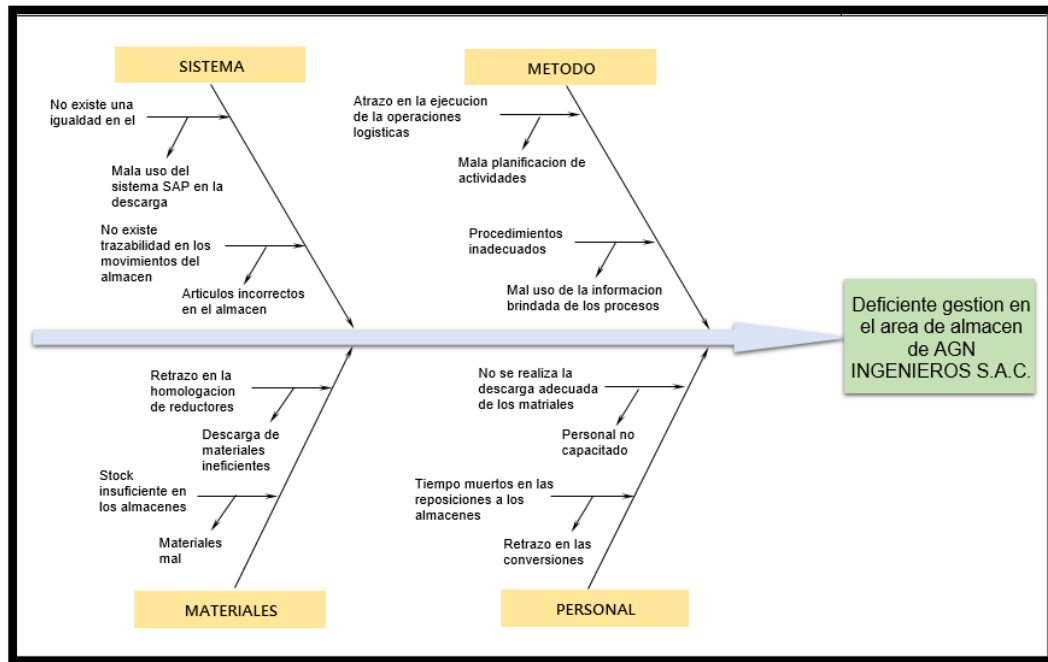 SISTEMA
No existe una
igualdad en el
Mala uso del
sistema SAP en la
descarga
No existe
trazabilidad en los
movimientos del
almacen
Articulos incorrectos
en el almacen
METODO
Atrazo en la ejecucion
de la operaciones
logisticas
Mala planificacion de
actividades
Procedimientos
inadecuados
Mal uso de la informacion
brindada de los procesos
Deficiente gestion en
el area de almacen
de AGN
INGENIEROS S.A.C.
Retrazo en la
homologacion
de reductores
Descarga de
materiales
ineficientes
Stock
insuficiente en
los almacenes
Materiales
mal
MATERIALES
No se realiza la
descarga adecuada
de los matriales
Personal no
capacitado
Tiempo muertos en las
reposiciones a los
almacenes
Retrazo en las
conversiones
PERSONAL